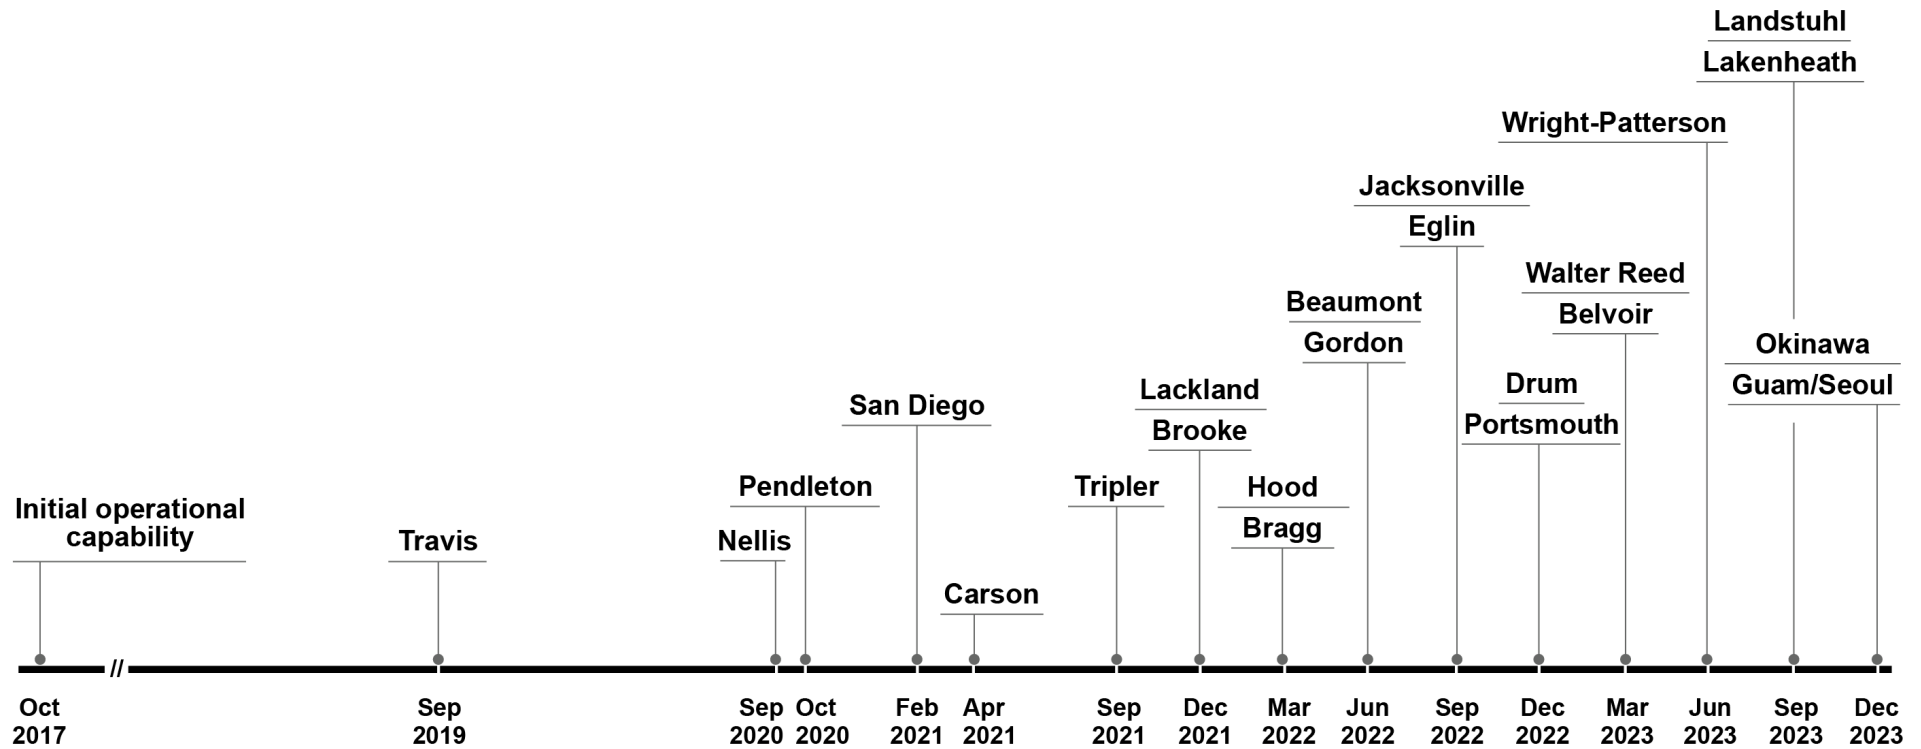 Landstuhl
Lakenheath
Wright-Patterson
Jacksonville
Eglin
Walter Reed
Belvoir
Beaumont
Gordon
Okinawa
Guam/Seoul
Drum
Portsmouth
Lackland
Brooke
San Diego
Hood
Bragg
Tripler
Pendleton
Nellis
Carson
Travis
Initial operational
capability
//
Oct
2017
Sep
2019
Sep
2020
Oct
2020
Feb
2021
Apr
2021
Sep
2021
Dec
2021
Mar
2022
Jun
2022
Sep
2022
Dec
2022
Mar
2023
Jun
2023
Sep
2023
Dec
2023